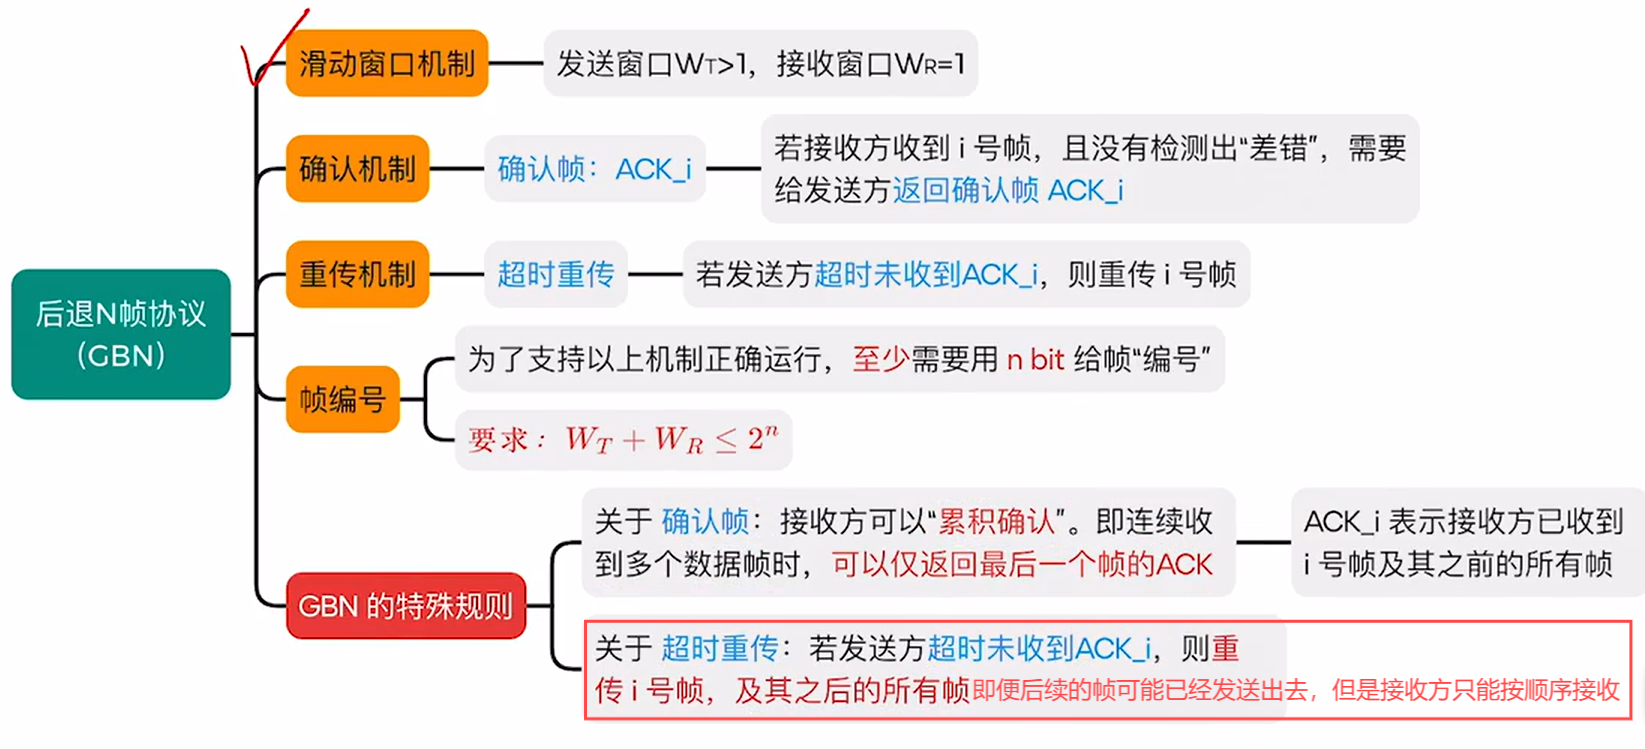 后退N帧协议
（GBN）
滑动窗口机制
发送窗口WT>1，接收窗口WR=1
确认机制
确认帧：ACK_i
若接收方收到 i 号帧，且没有检测出“差错”，需要
给发送方返回确认帧 ACK_i
重传机制
超时重传
若发送方超时未收到ACK_i，则重传 i 号帧
帧编号
为了支持以上机制正确运行，至少需要用 n bit 给帧“编号”
要求：W_T + W_R ≤ 2^n
GBN 的特殊规则
关于 确认帧：接收方可以“累积确认”。即连续收
到多个数据帧时，可以仅返回最后一个帧的ACK
ACK_i 表示接收方已收到
i 号帧及其之前的所有帧
关于 超时重传：若发送方超时未收到ACK_i，则重
传 i 号帧，及其之后的所有帧即便后续的帧可能已经发送出去，但是接收方只能按顺序接收